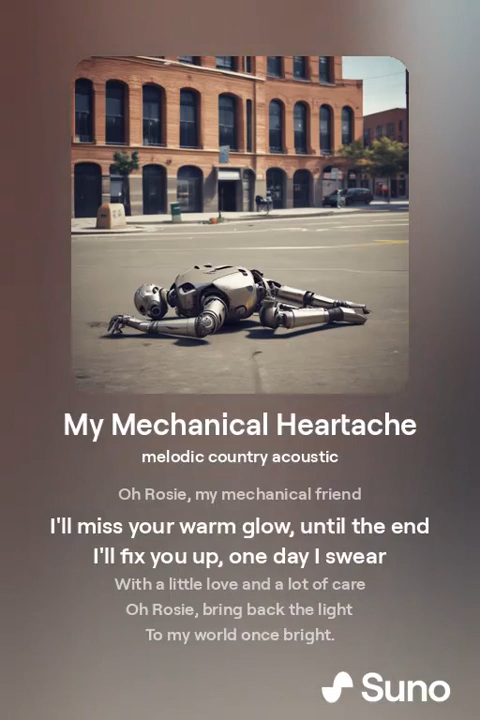 My Mechanical Heartache
melodic country acoustic
Oh Rosie, my mechanical friend
I'll miss your warm glow, until the end
I'll fix you up, one day I swear
With a little love and a lot of care
Oh Rosie, bring back the light
To my world once bright.
Suno